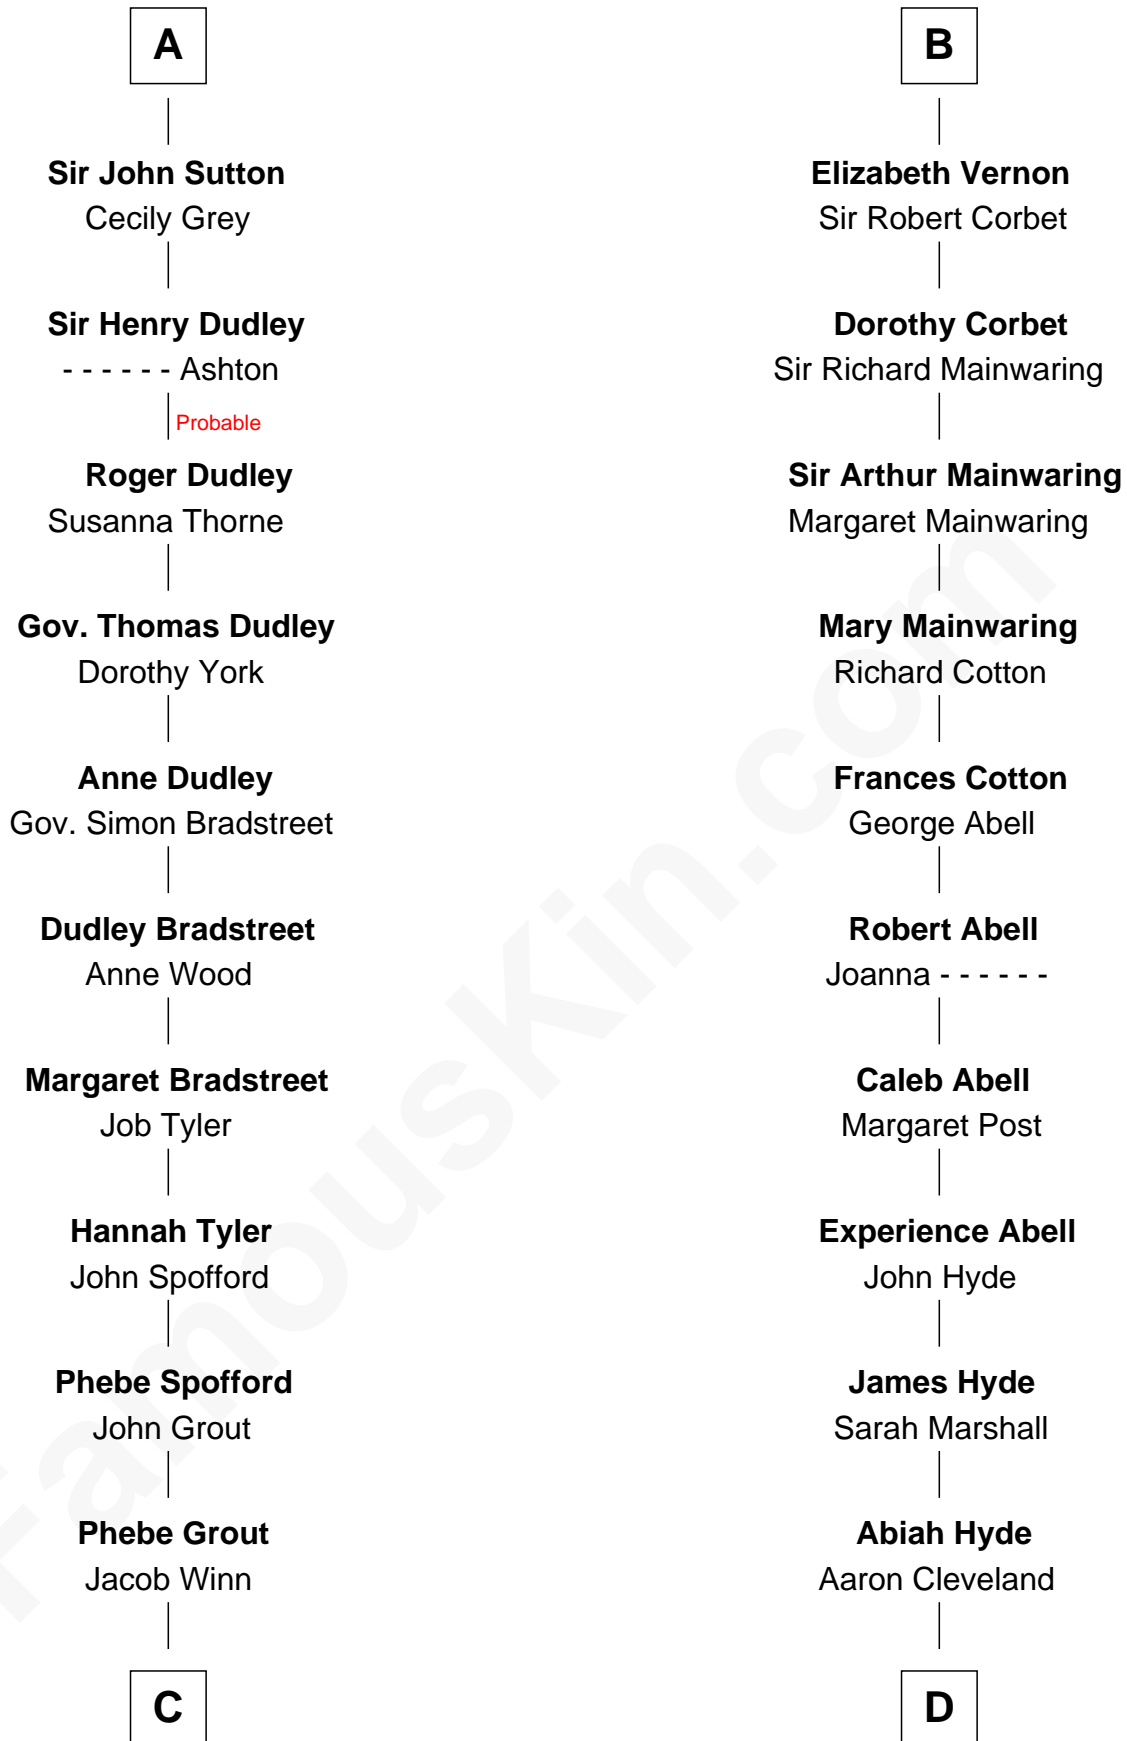 A
Sir John Sutton
Cecily Grey
Sir Henry Dudley
- - - - - - Ashton
Probable
Roger Dudley
Susanna Thorne
Gov. Thomas Dudley
Dorothy York
Anne Dudley
Gov. Simon Bradstreet
Dudley Bradstreet
Anne Wood
Margaret Bradstreet
Job Tyler
Hannah Tyler
John Spofford
Phebe Spofford
John Grout
Phebe Grout
Jacob Winn
C
B
Elizabeth Vernon
Sir Robert Corbet
Dorothy Corbet
Sir Richard Mainwaring
Sir Arthur Mainwaring
Margaret Mainwaring
Mary Mainwaring
Richard Cotton
Frances Cotton
George Abell
Robert Abell
Joanna - - - - - -
Caleb Abell
Margaret Post
Experience Abell
John Hyde
James Hyde
Sarah Marshall
Abiah Hyde
Aaron Cleveland
D
FamousKin.com